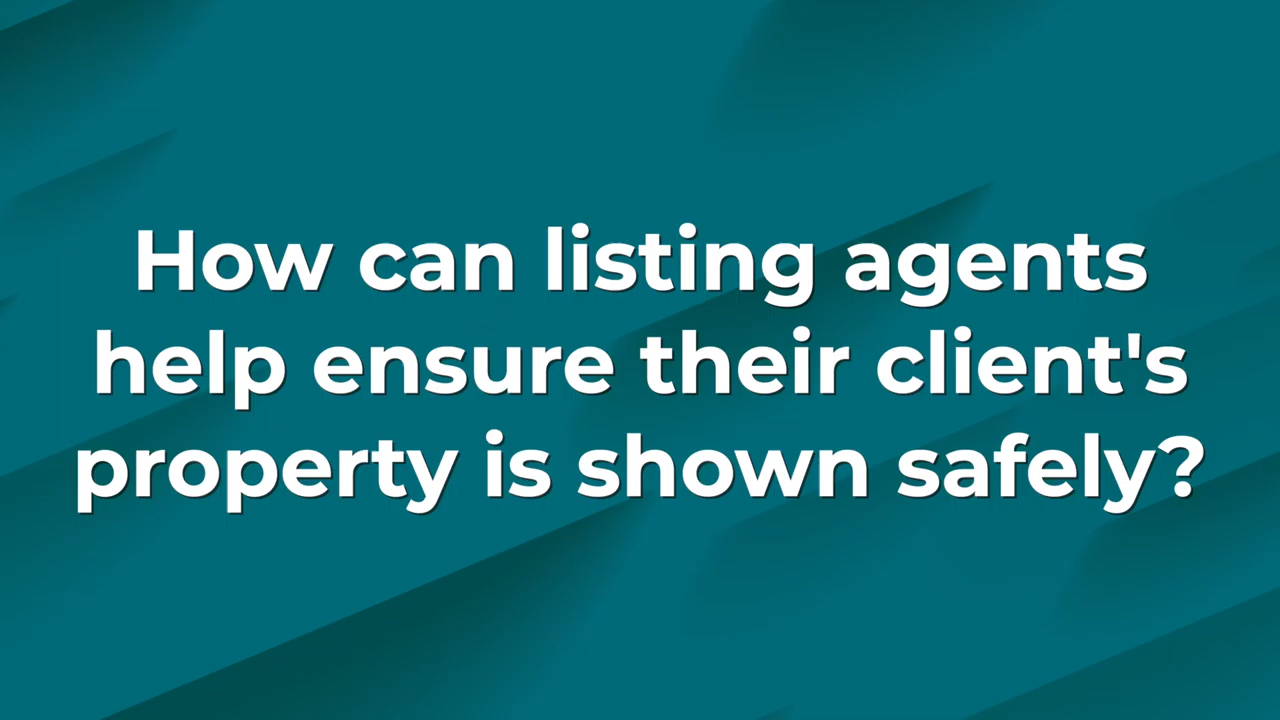 How can listing agents
help ensure their client's
property is shown safely?